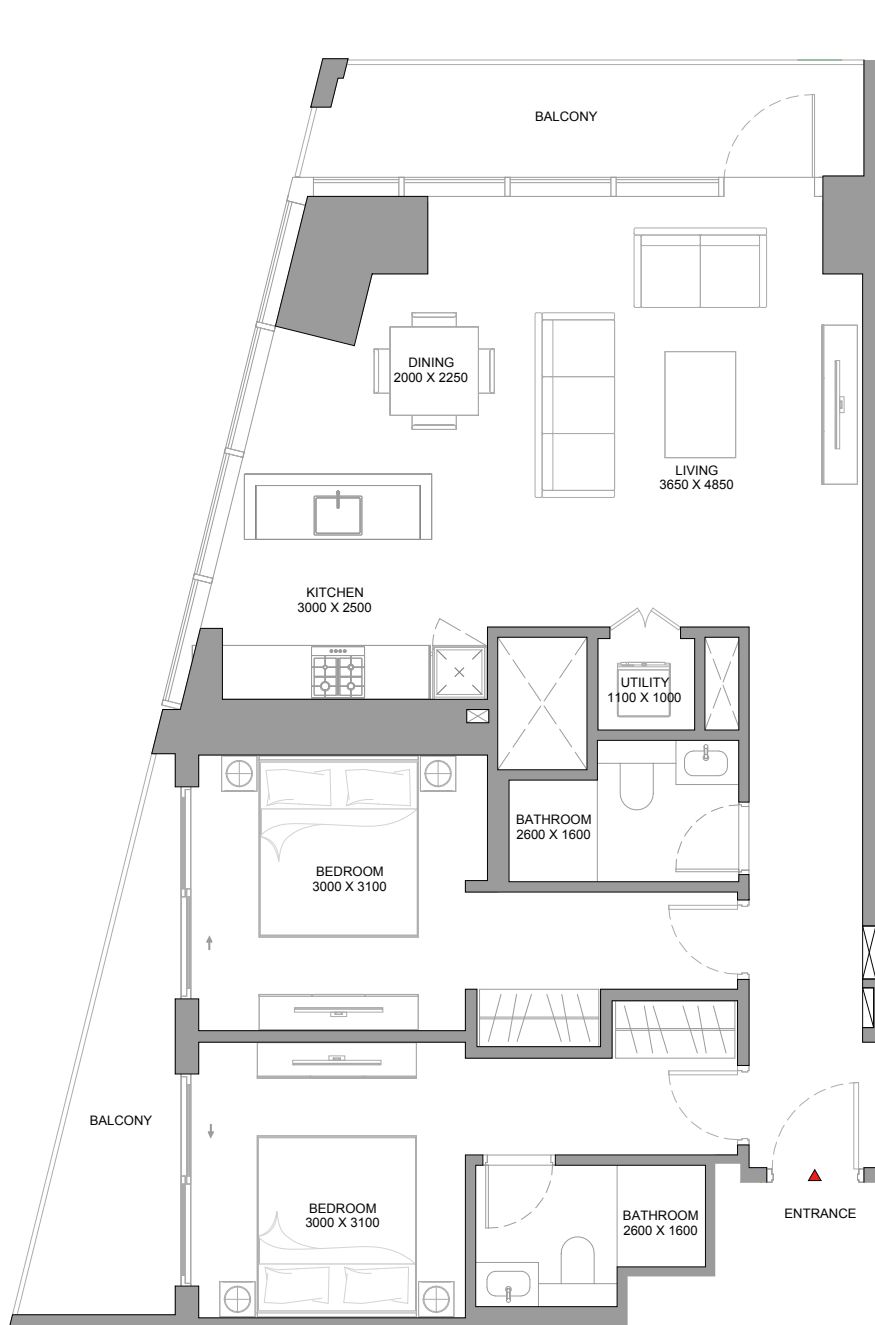 BALCONY
DINING
2000 X 2250
LIVING
3650 X 4850
KITCHEN
3000 X 2500
UTILITY
1100 X 1000
BATHROOM
2600 X 1600
BEDROOM
3000 X 3100
BALCONY
BEDROOM
3000 X 3100
BATHROOM
2600 X 1600
ENTRANCE